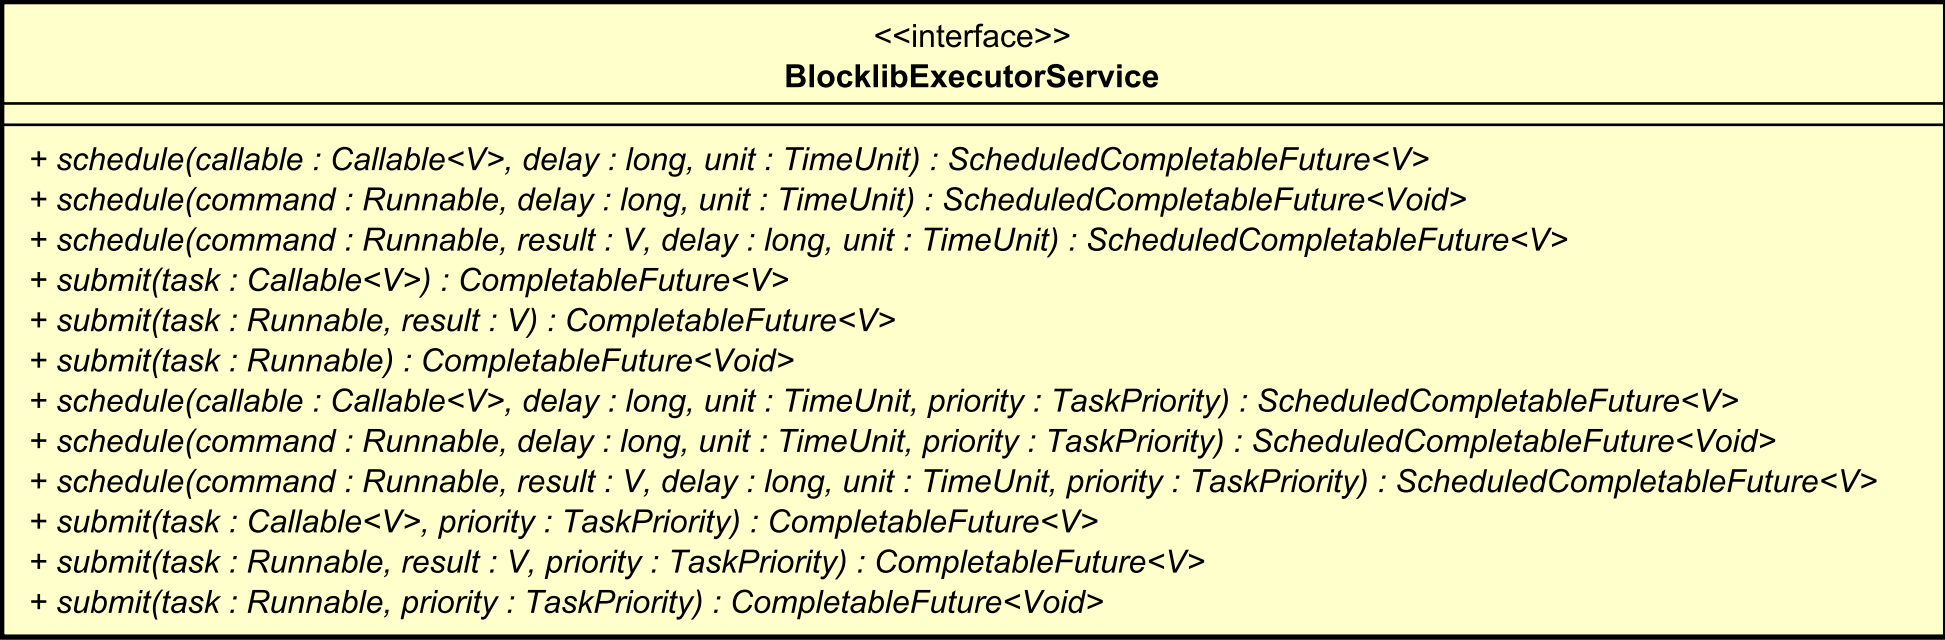 <<interface>>
BlocklibExecutorService
+ schedule(callable : Callable<V>, delay : long, unit : TimeUnit) : ScheduledCompletableFuture<V>
+ schedule(command : Runnable, delay : long, unit : TimeUnit) : ScheduledCompletableFuture<Void>
+ schedule(command : Runnable, result : V, delay : long, unit : TimeUnit) : ScheduledCompletableFuture<V>
+ submit(task : Callable<V>) : CompletableFuture<V>
+ submit(task : Runnable, result : V) : CompletableFuture<V>
+ submit(task : Runnable) : CompletableFuture<Void>
+ schedule(callable : Callable<V>, delay : long, unit : TimeUnit, priority : TaskPriority) : ScheduledCompletableFuture<V>
+ schedule(command : Runnable, delay : long, unit : TimeUnit, priority : TaskPriority) : ScheduledCompletableFuture<Void>
+ schedule(command : Runnable, result : V, delay : long, unit : TimeUnit, priority : TaskPriority) : ScheduledCompletableFuture<V>
+ submit(task : Callable<V>, priority : TaskPriority) : CompletableFuture<V>
+ submit(task : Runnable, result : V, priority : TaskPriority) : CompletableFuture<V>
+ submit(task : Runnable, priority : TaskPriority) : CompletableFuture<Void>